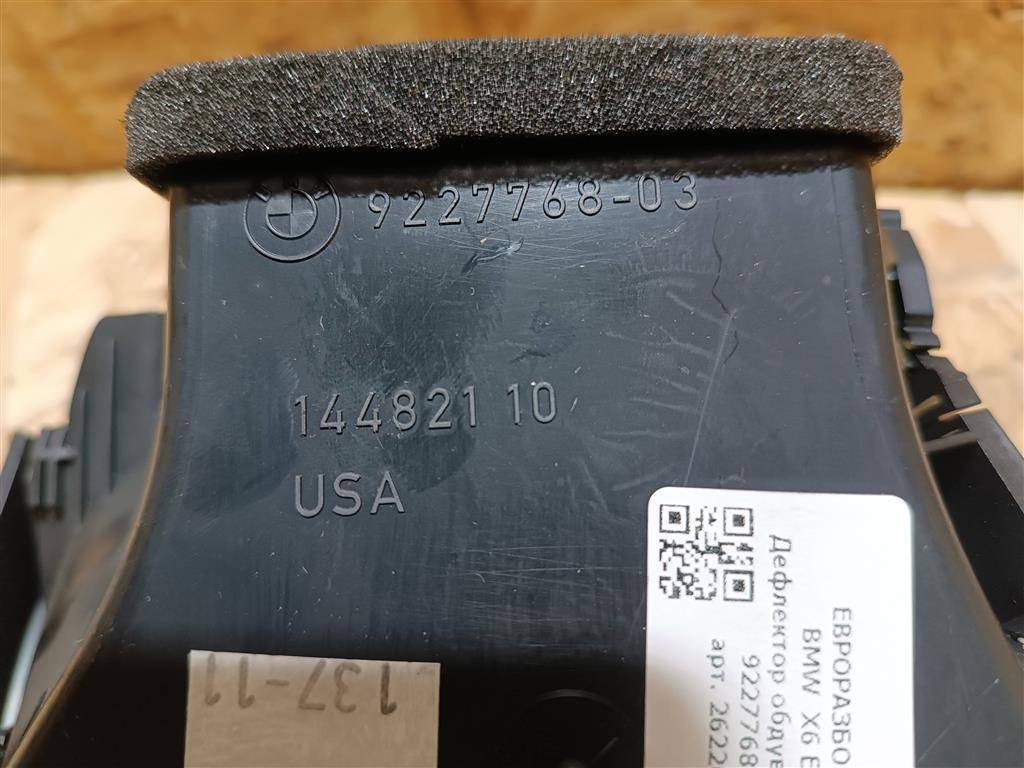 9227768-03
144821 10
USA
137-11
ЕВРОРАЗБО
BMW X6 E
Дефлектор обдув
9227768
арт. 2622